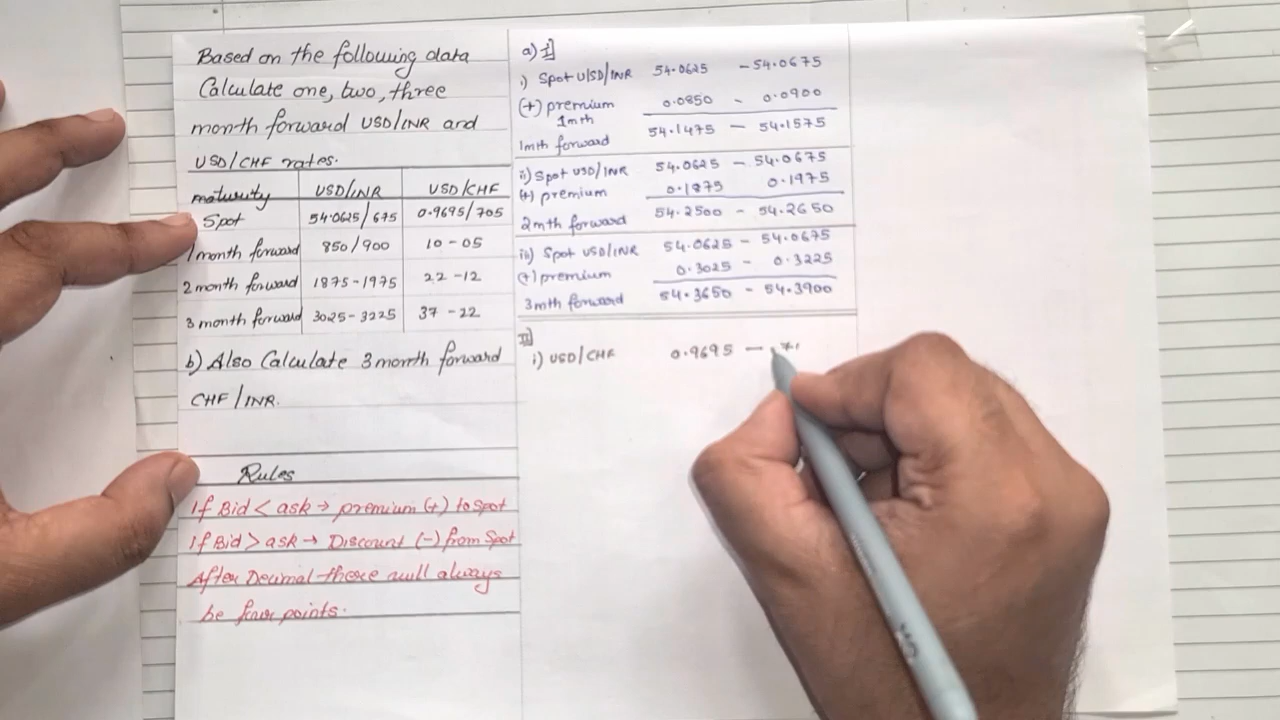 Based on the following data
Calculate one, two, three
month forward USD/INR and
USD/CHF rates.
maturity USD/INR USD/CHF
Spot 54.0625/675 0.9695/705
1month forward 850/900 10-05
2 month forward 1875-1975 22-12
3 month forward 3025-3225 37-22
b) Also Calculate 3month forward
CHF/INR.
Rules
If Bid < ask → premium (+) to Spot
If Bid > ask → Discount (-) from Spot
After Decimal there will always
be four points.
a) I]
i) Spot USD/INR 54.0625 - 54.0675
(+) premium 0.0850 - 0.0900
1mth
1mth forward 54.1475 - 54.1575
ii) Spot USD/INR 54.0625 - 54.0675
(+) premium 0.1875 0.1975
2mth forward 54.2500 - 54.2650
iii) Spot USD/INR 54.0625 - 54.0675
(+) premium 0.3025 - 0.3225
3mth forward 54.3650 - 54.3900
II]
i) USD/CHF 0.9695 -